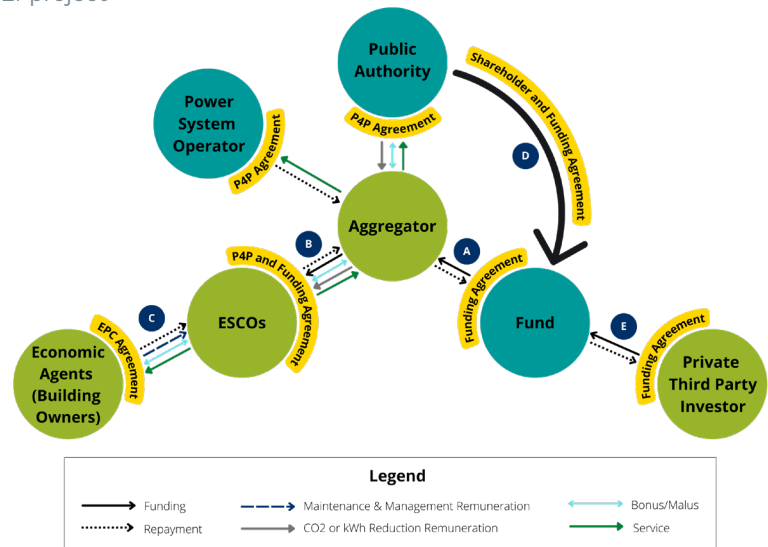 project
Public
Authority
Shareholder and Funding Agreement
Power
System
Operator
P4P Agreement
P4P Agreement
D
Aggregator
B
A
P4P and Funding Agreement
Funding Agreement
C
ESCOs
Fund
E
EPC Agreement
Funding Agreement
Economic
Agents
(Building
Owners)
Private
Third Party
Investor
Legend
Funding
Maintenance & Management Remuneration
Bonus/Malus
Repayment
CO2 or kWh Reduction Remuneration
Service